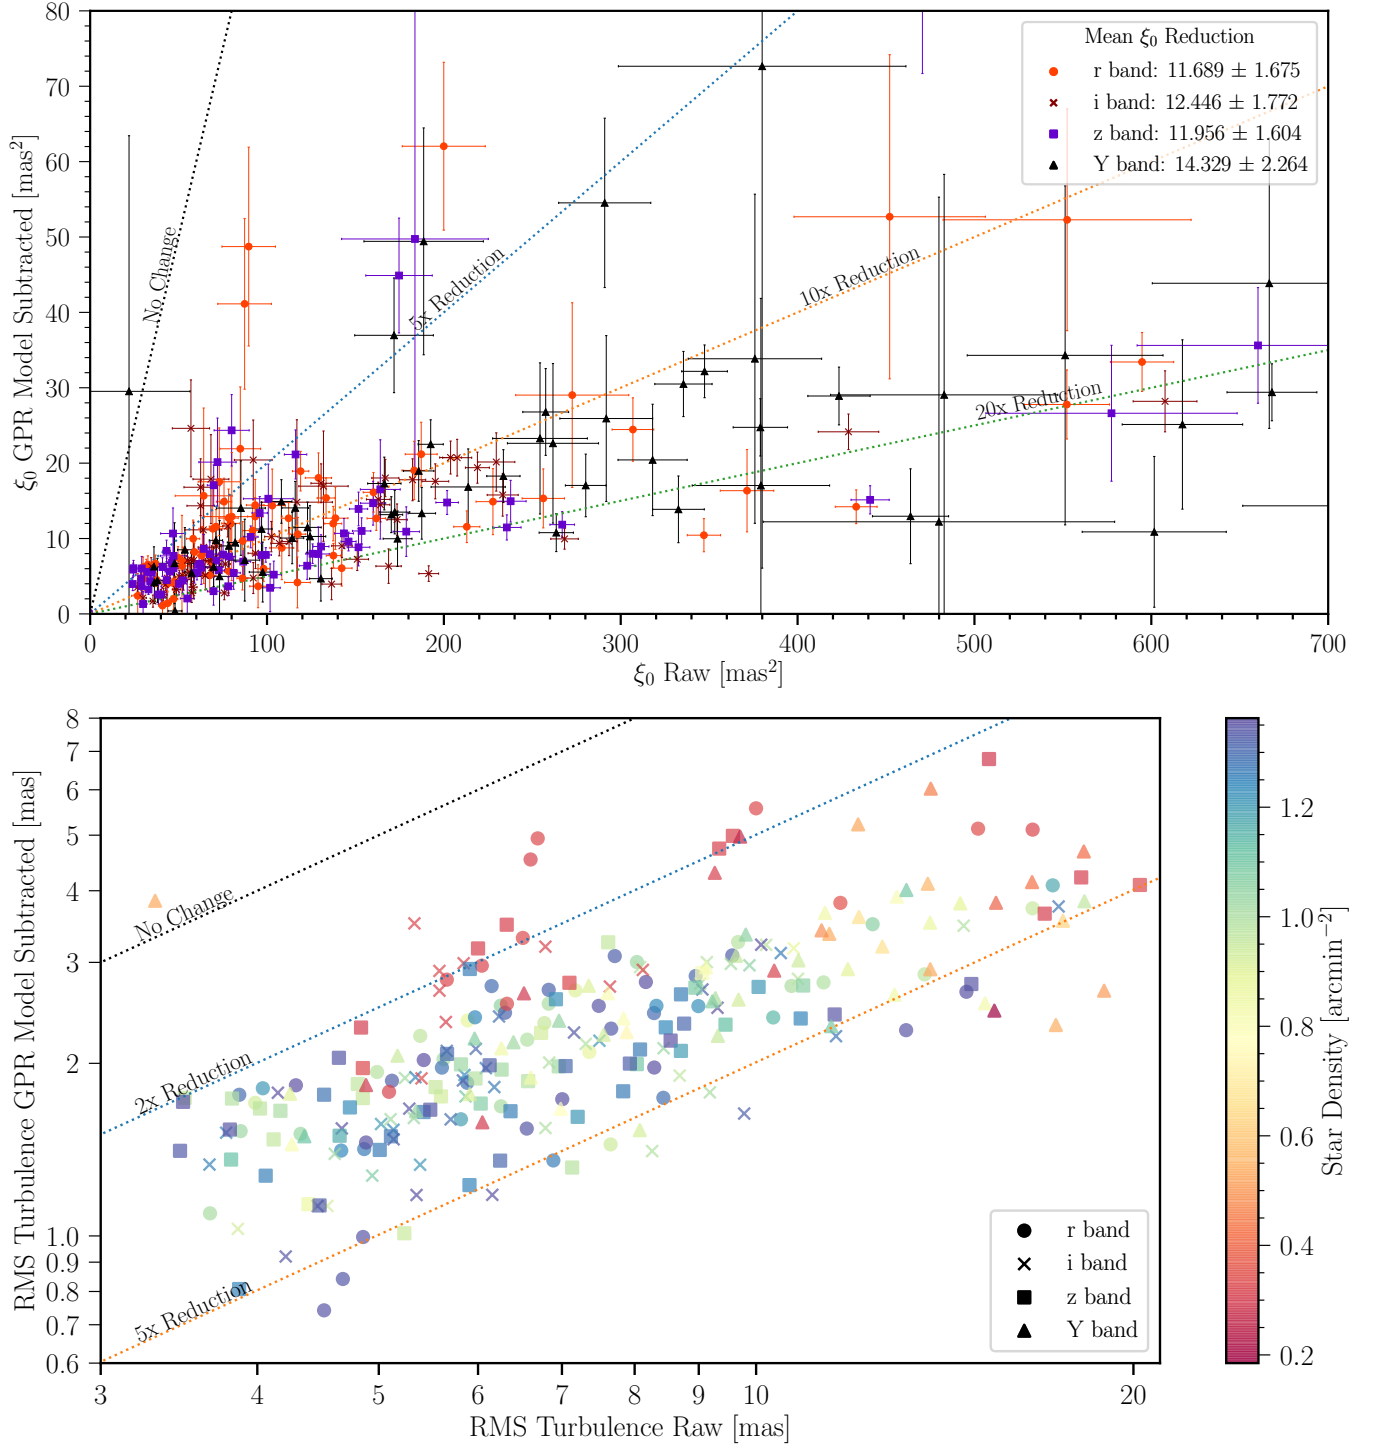 80
70
60
50
40
30
20
10
0
ξ₀ GPR Model Subtracted [mas²]
No Change
5x Reduction
10x Reduction
20x Reduction
Mean ξ₀ Reduction
r band: 11.689 ± 1.675
i band: 12.446 ± 1.772
z band: 11.956 ± 1.604
Y band: 14.329 ± 2.264
0 100 200 300 400 500 600 700
ξ₀ Raw [mas²]
8
7
6
5
4
3
2
1.0
0.9
0.8
0.7
0.6
RMS Turbulence GPR Model Subtracted [mas]
No Change
2x Reduction
5x Reduction
r band
i band
z band
Y band
3 4 5 6 7 8 9 10 20
RMS Turbulence Raw [mas]
1.2
1.0
0.8
0.6
0.4
0.2
Star Density [arcmin⁻²]